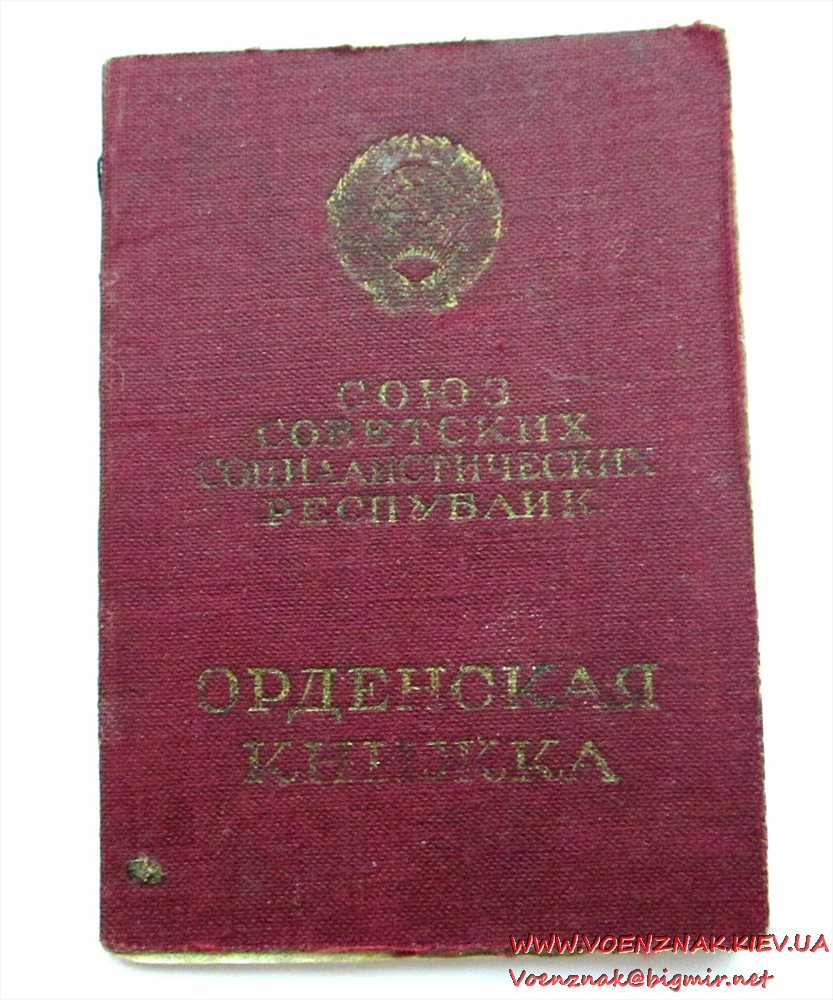 СОЮЗ
СОВЕТСКИХ
СОЦИАЛИСТИЧЕСКИХ
РЕСПУБЛИК
ОРДЕНСКАЯ
КНИЖКА
WWW.VOENZNAK.KIEV.UA
Voenznak@bigmir.net